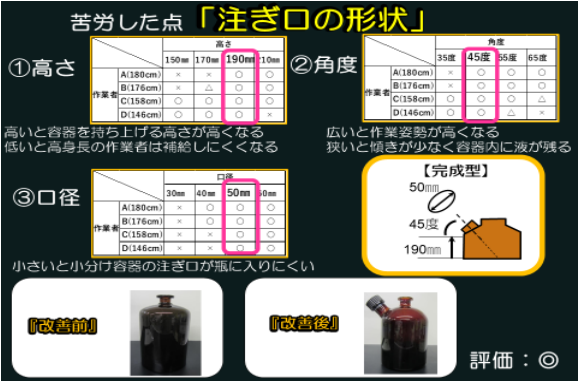 苦労した点「注ぎ口の形状」
①高さ
高さ
150㎜ 170㎜ 190㎜ 210㎜
作業者
A(180cm) × × ○ ○
B(176cm) × △ ○ ○
C(158cm) ○ ○ ○ ○
D(146cm) ○ ○ ○ ×
高いと容器を持ち上げる高さが高くなる
低いと高身長の作業者は補給しにくくなる
②角度
角度
35度 45度 55度 65度
作業者
A(180cm) × ○ ○ ○
B(176cm) × ○ ○ ○
C(158cm) ○ ○ ○ △
D(146cm) ○ ○ △ ×
広いと作業姿勢が高くなる
狭いと傾きが少なく容器内に液が残る
③口径
口径
30㎜ 40㎜ 50㎜ 60㎜
作業者
A(180cm) × ○ ○ ○
B(176cm) × ○ ○ ○
C(158cm) × × ○ ○
D(146cm) × × ○ ○
小さいと小分け容器の注ぎ口が瓶に入りにくい
【完成型】
50㎜
45度
190㎜
『改善前』
『改善後』
評価：◎